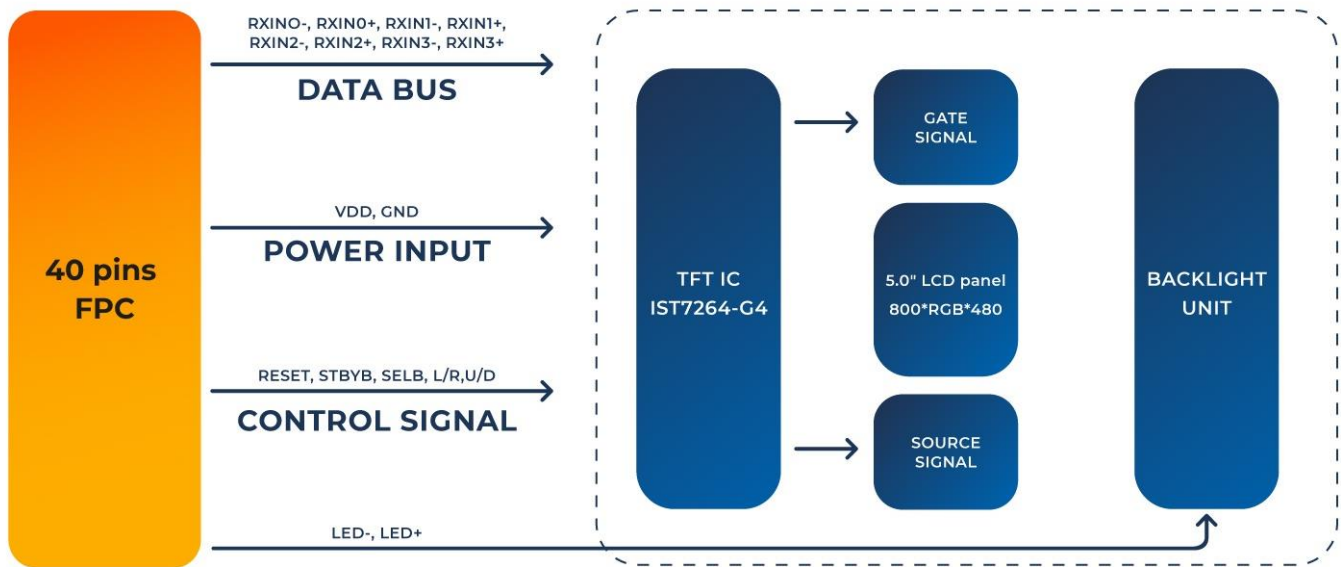 RXINO-, RXIN0+, RXIN1-, RXIN1+,
RXIN2-, RXIN2+, RXIN3-, RXIN3+
DATA BUS
VDD, GND
POWER INPUT
40 pins
FPC
RESET, STBYB, SELB, L/R,U/D
CONTROL SIGNAL
LED-, LED+
TFT IC
IST7264-G4
GATE
SIGNAL
5.0" LCD panel
800*RGB*480
SOURCE
SIGNAL
BACKLIGHT
UNIT